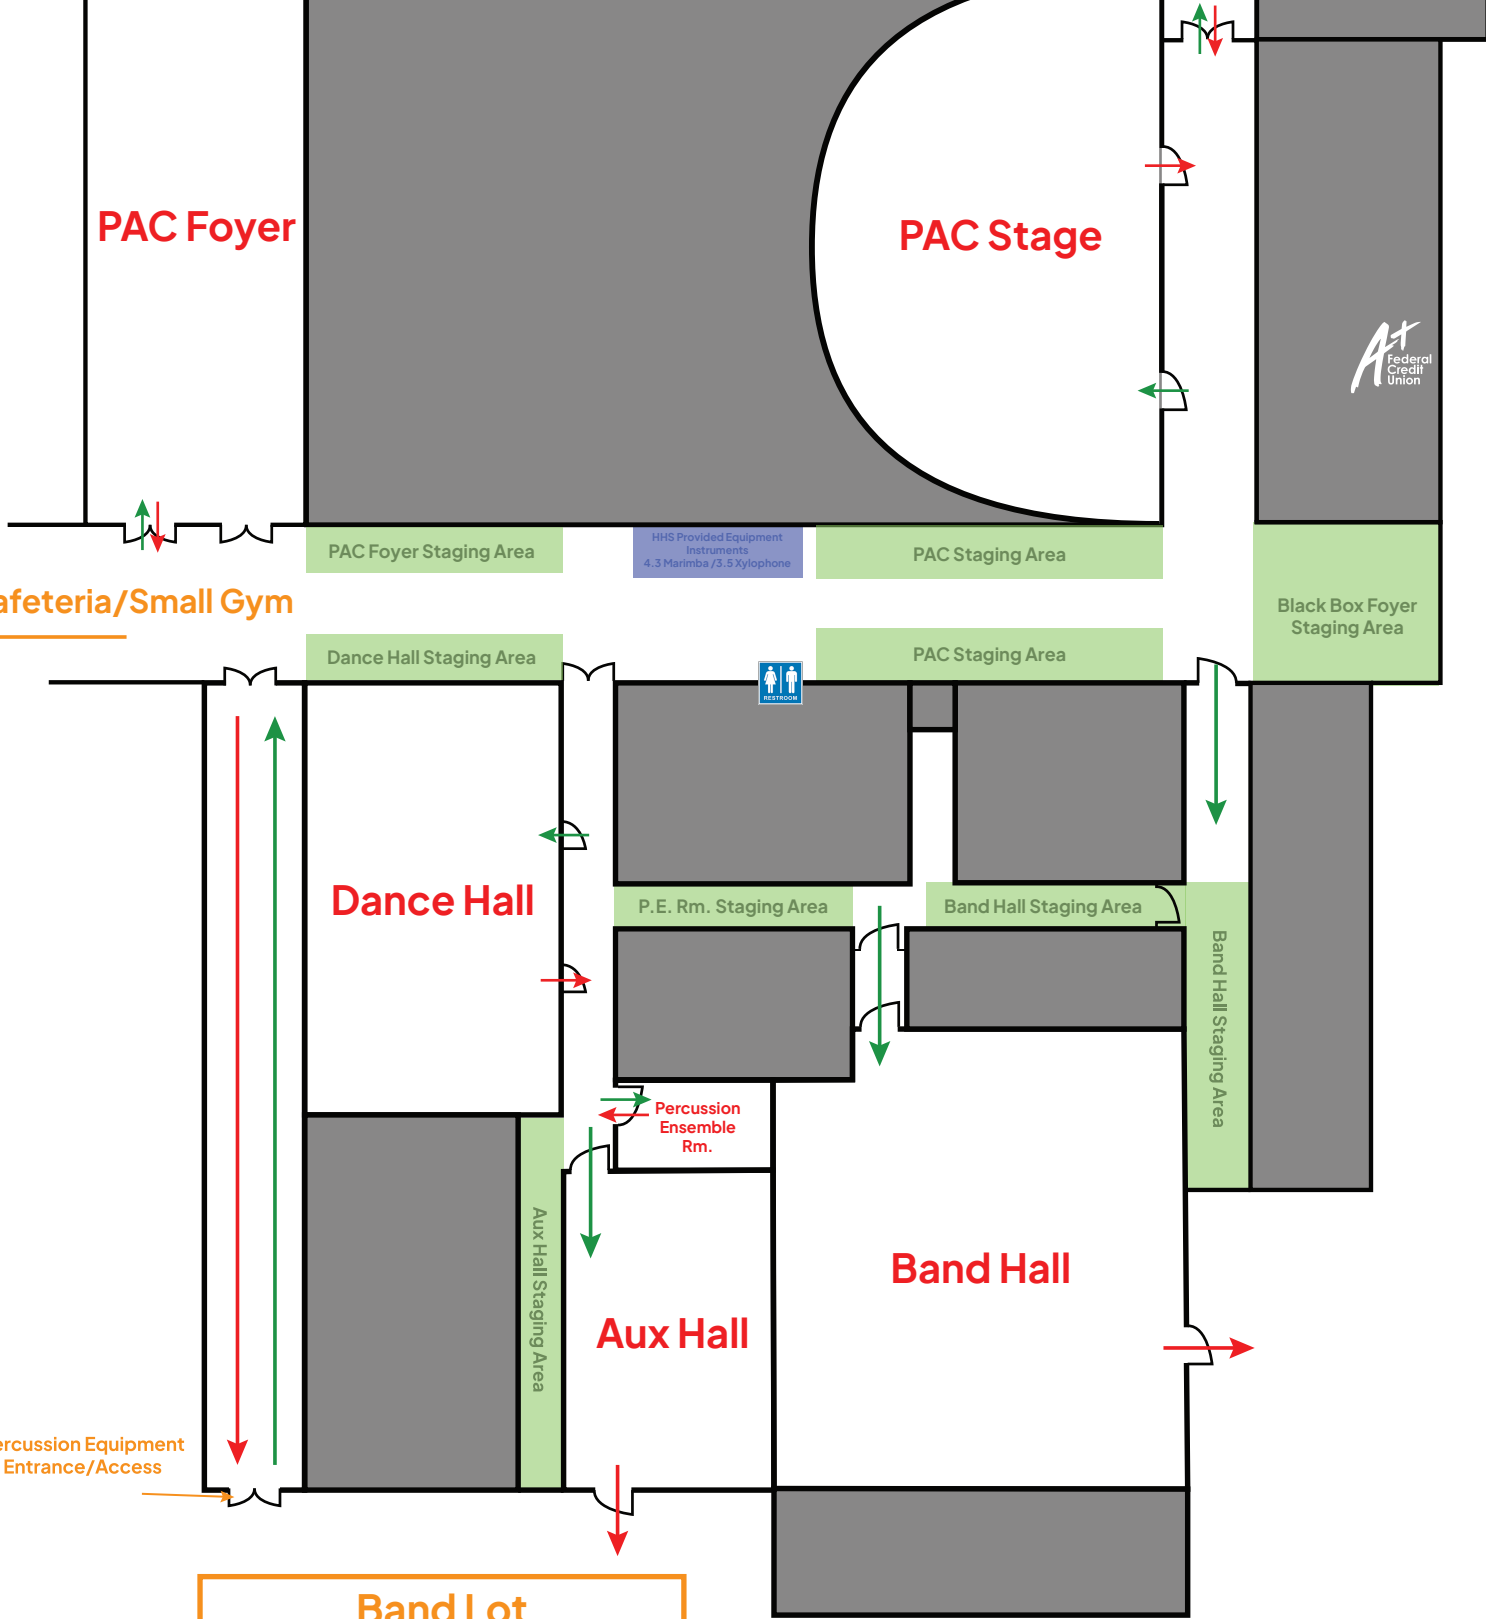 PAC Foyer
PAC Stage
Federal
Credit
Union
PAC Foyer Staging Area
HHS Provided Equipment
Instruments
4.3 Marimba /3.5 Xylophone
PAC Staging Area
afeteria/Small Gym
Black Box Foyer
Staging Area
Dance Hall Staging Area
PAC Staging Area
RESTROOM
Dance Hall
P.E. Rm. Staging Area
Band Hall Staging Area
Band Hall Staging Area
Percussion
Ensemble
Rm.
Aux Hall Staging Area
Band Hall
Aux Hall
ercussion Equipment
Entrance/Access
Band Lot